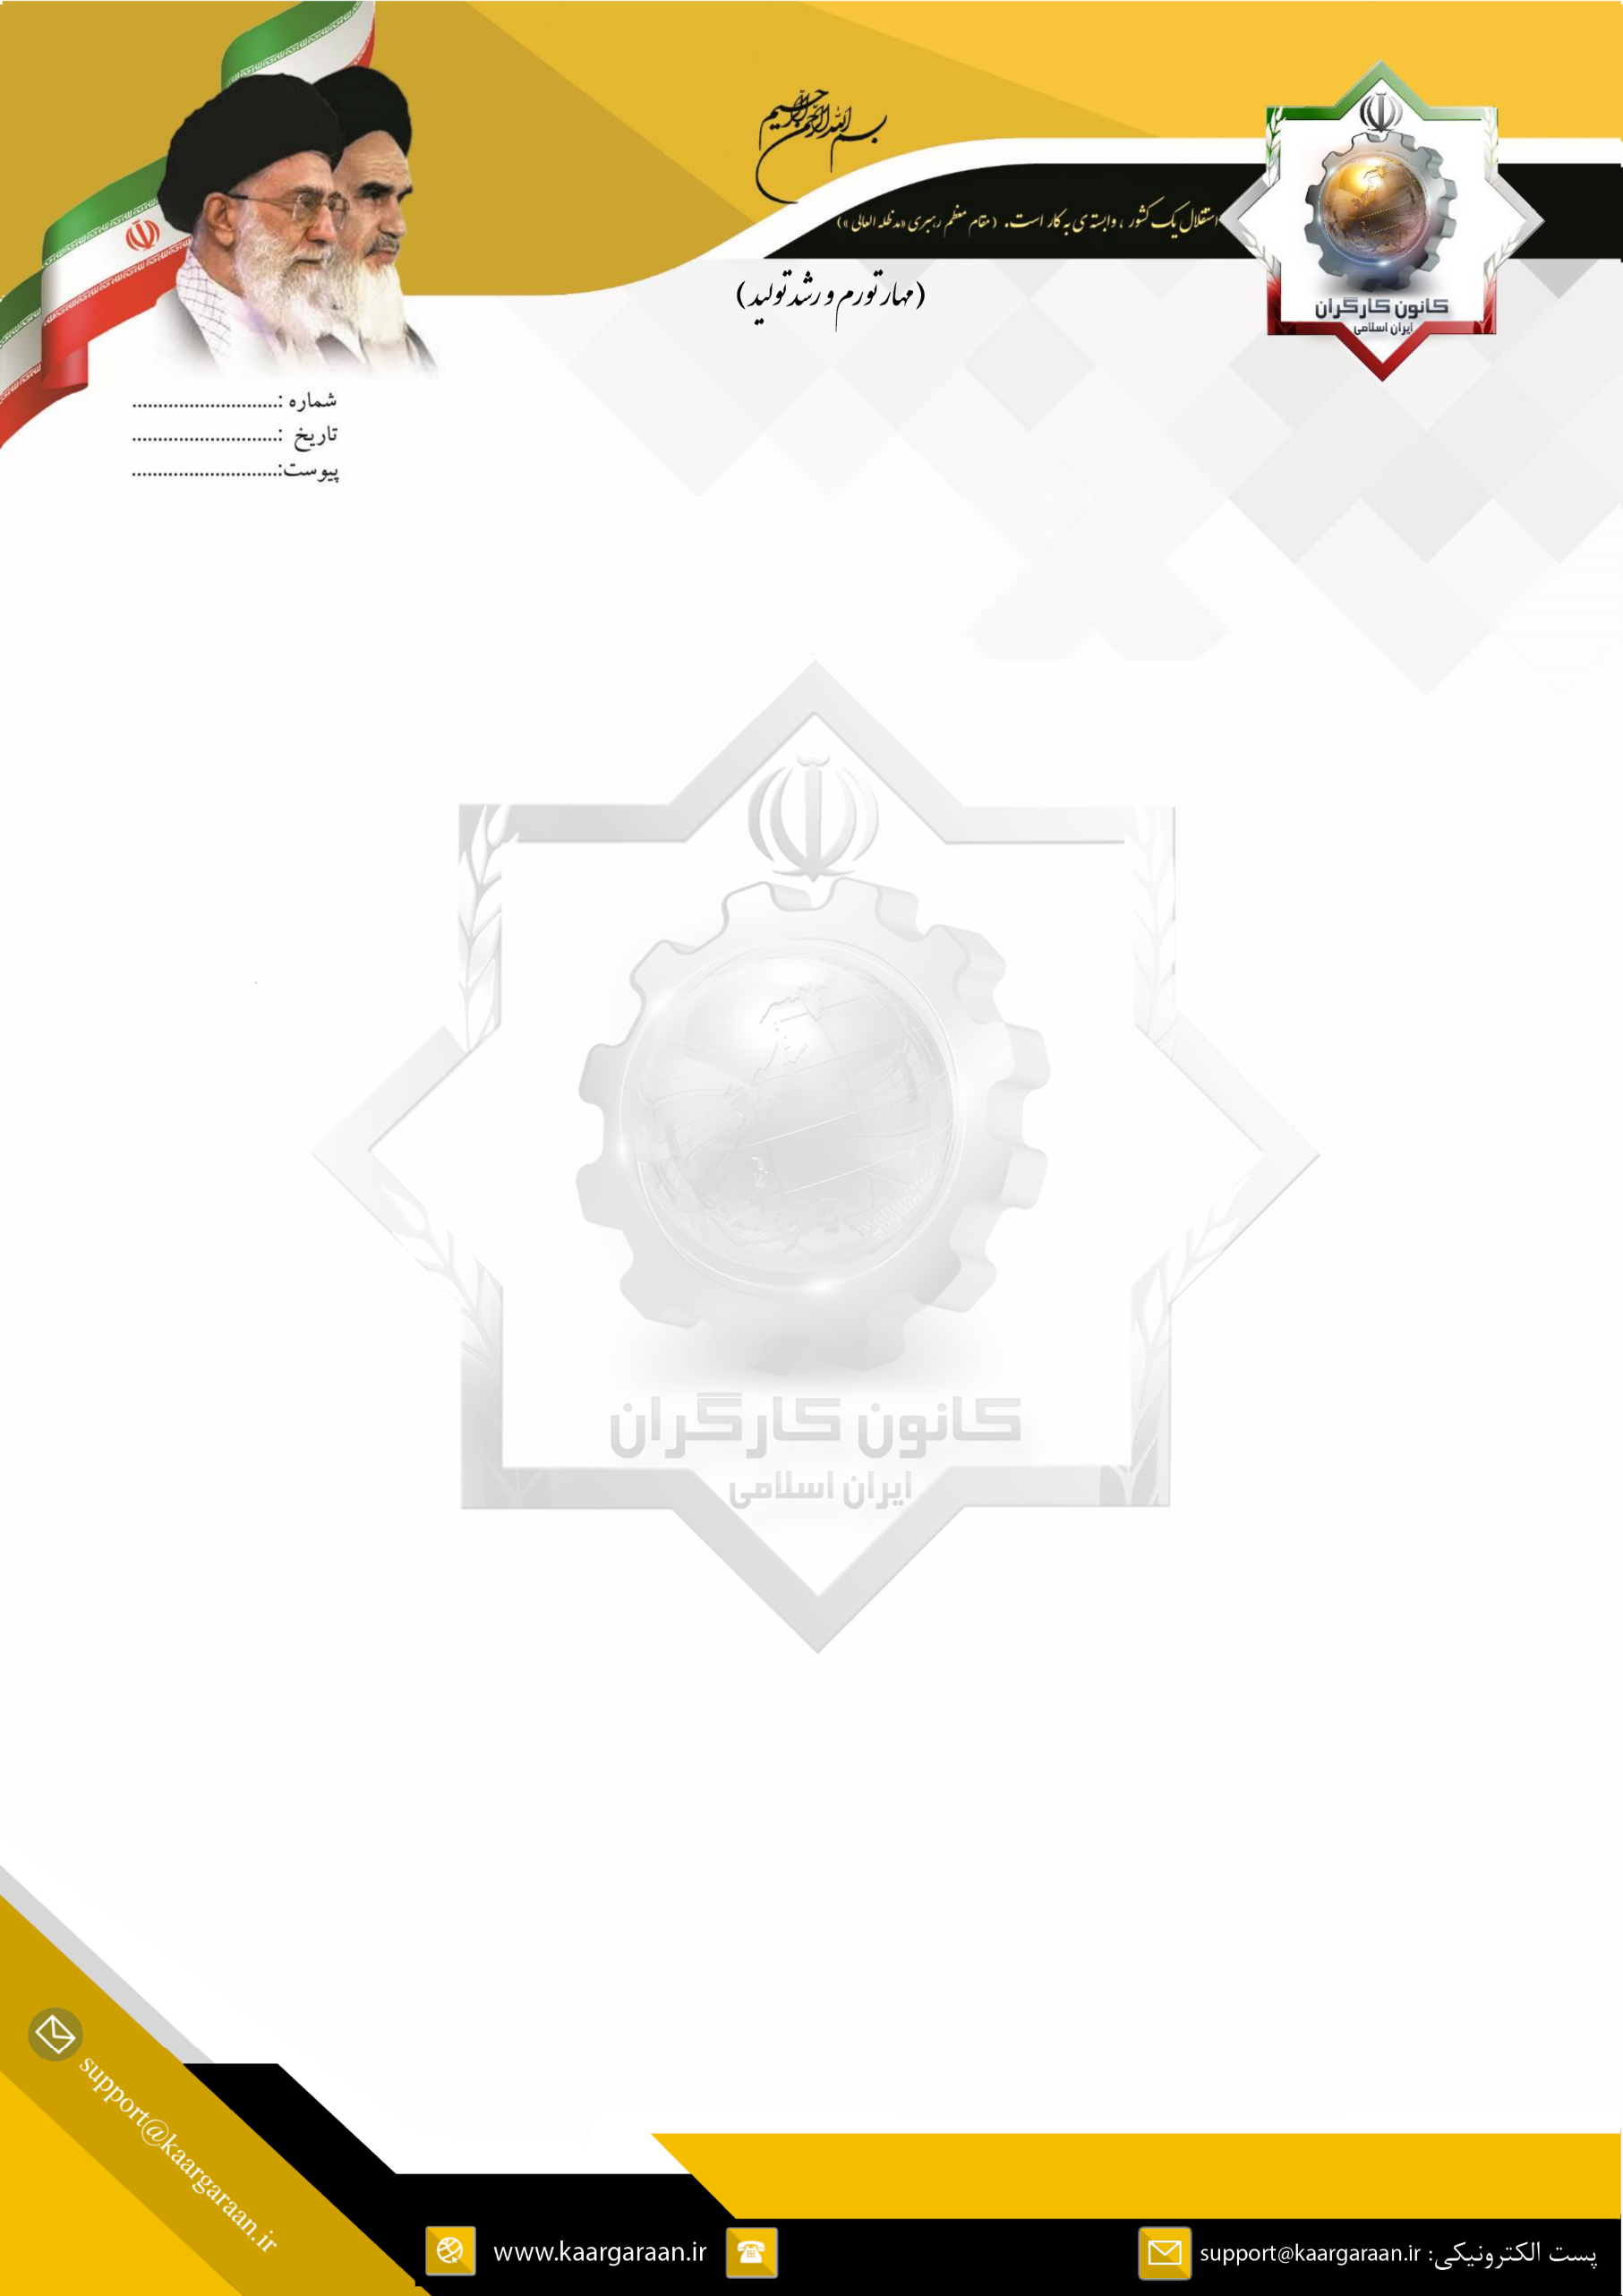 بسم الله الرحمن الرحیم
استقلال یک کشور ، وابسته ی به کار است. (مقام معظم رهبری «مدظله العالی»)
(مهار تورم و رشد تولید)
کانون کارگران
ایران اسلامی
شماره :............................
تاریخ :............................
پیوست:............................
کانون کارگران
ایران اسلامی
support@kaargaraan.ir
www.kaargaraan.ir
پست الکترونیکی: support@kaargaraan.ir